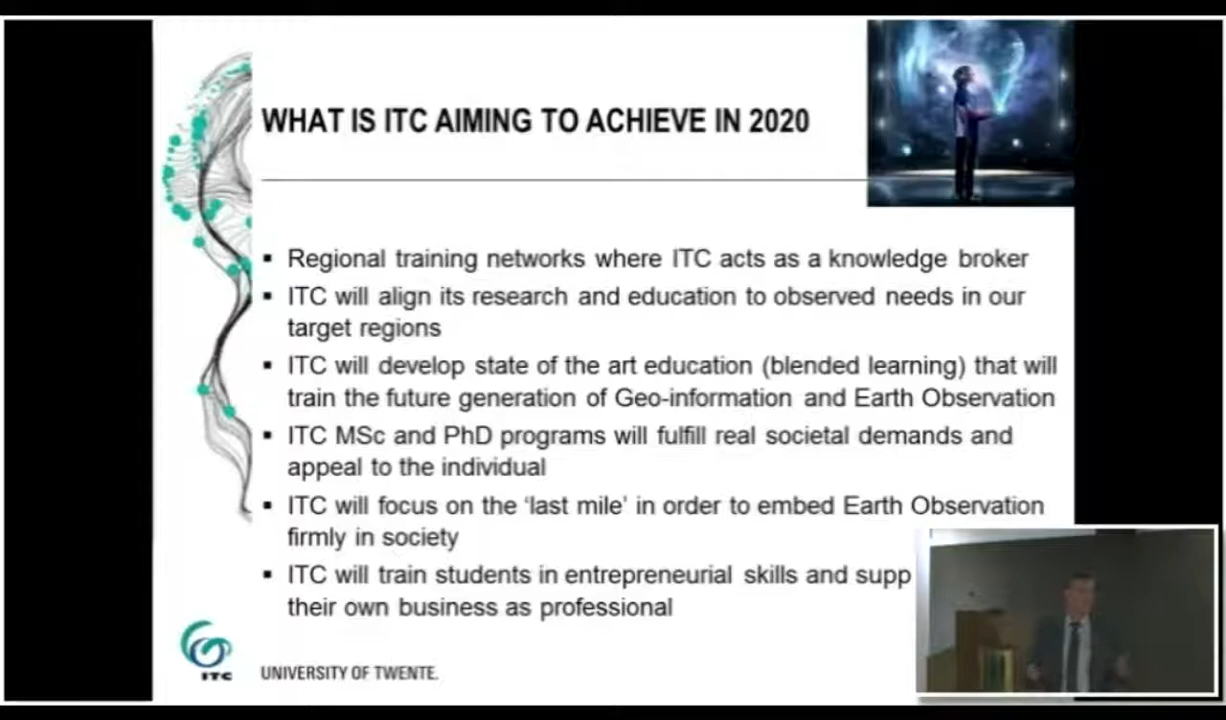 WHAT IS ITC AIMING TO ACHIEVE IN 2020
▪ Regional training networks where ITC acts as a knowledge broker
▪ ITC will align its research and education to observed needs in our
target regions
▪ ITC will develop state of the art education (blended learning) that will
train the future generation of Geo-information and Earth Observation
▪ ITC MSc and PhD programs will fulfill real societal demands and
appeal to the individual
▪ ITC will focus on the ‘last mile’ in order to embed Earth Observation
firmly in society
▪ ITC will train students in entrepreneurial skills and supp
their own business as professional
ITC
UNIVERSITY OF TWENTE.